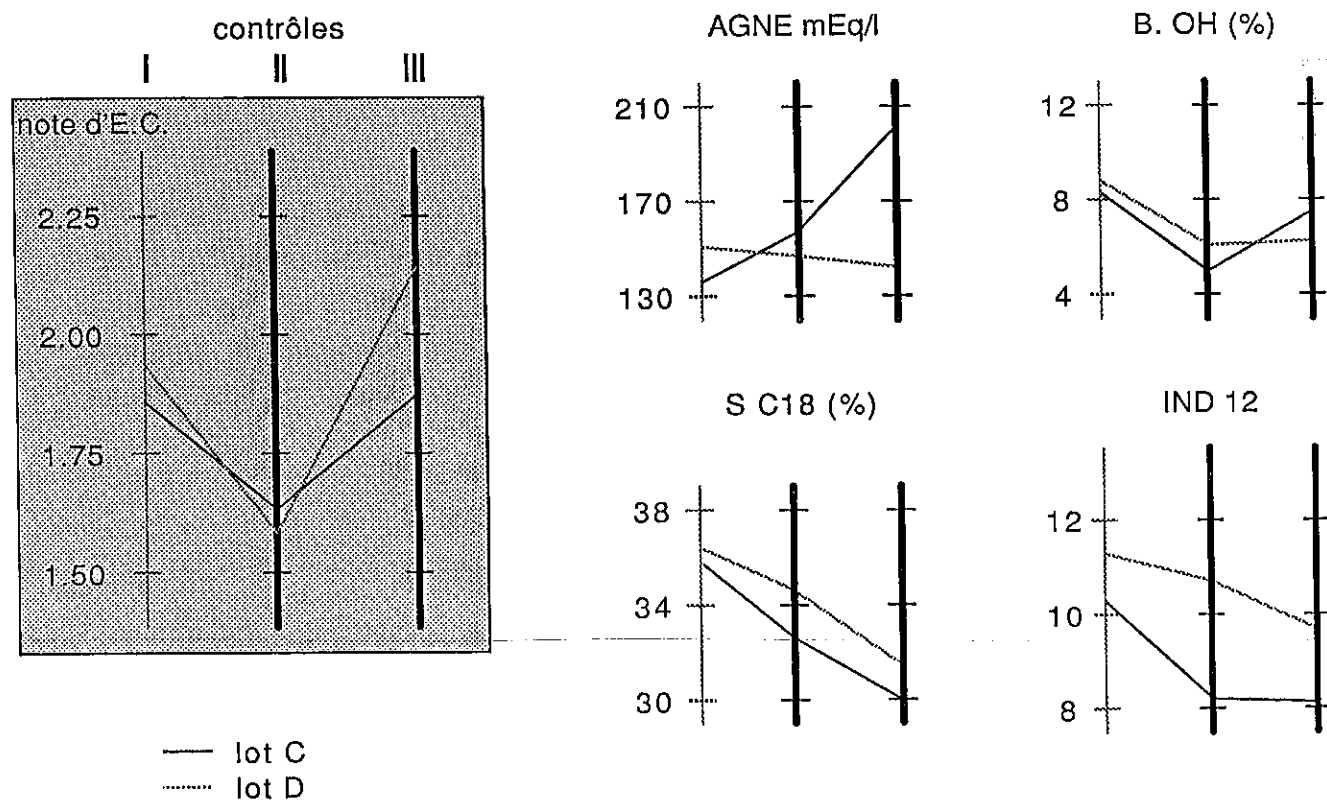 contrôles
I II III
note d'E.C.
2.25
2.00
1.75
1.50
AGNE mEq/l
210
170
130
B. OH (%)
12
8
4
S C18 (%)
38
34
30
IND 12
12
10
8
lot C
lot D